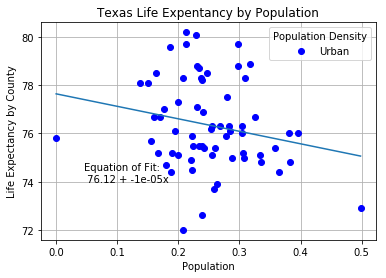 Texas Life Expentancy by Population
80
78
76
74
72
Life Expectancy by County
Population Density
Urban
Equation of Fit:
76.12 + -1e-05x
0.0
0.1
0.2
0.3
0.4
0.5
Population